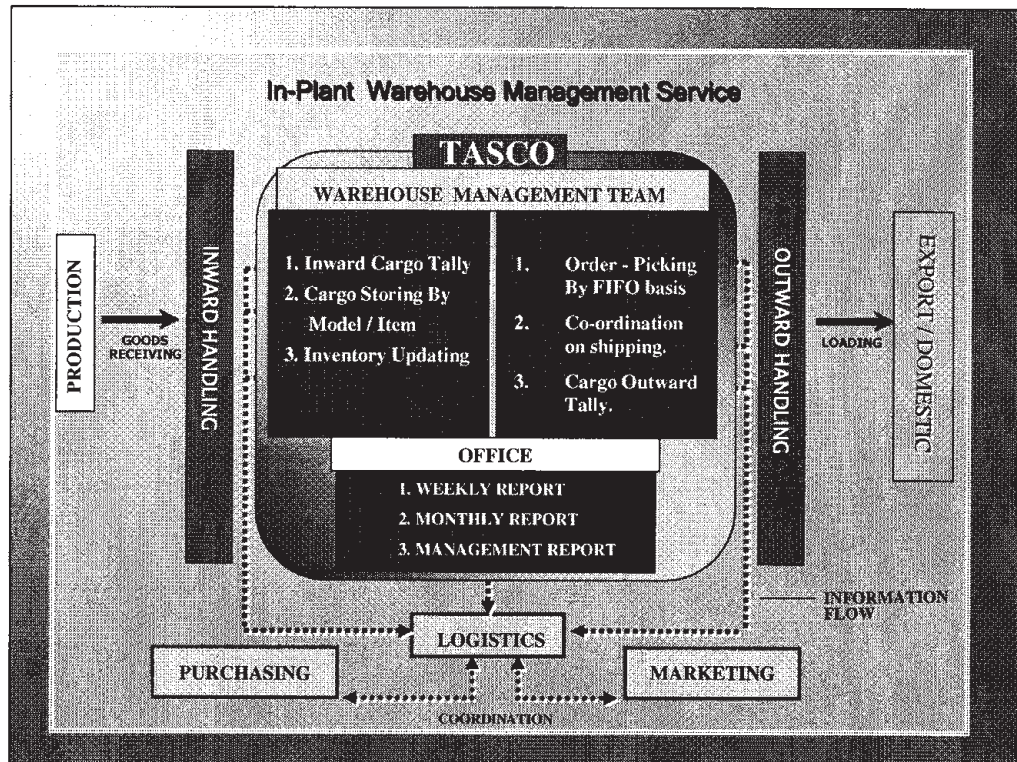 In-Plant Warehouse Management Service
TASCO
WAREHOUSE MANAGEMENT TEAM
PRODUCTION
GOODS
RECEIVING
INWARD HANDLING
1. Inward Cargo Tally
2. Cargo Storing By
Model / Item
3. Inventory Updating
1. Order - Picking
By FIFO basis
2. Co-ordination
on shipping.
3. Cargo Outward
Tally.
OUTWARD HANDLING
LOADING
EXPORT / DOMESTIC
OFFICE
1. WEEKLY REPORT
2. MONTHLY REPORT
3. MANAGEMENT REPORT
INFORMATION
FLOW
LOGISTICS
PURCHASING
MARKETING
COORDINATION